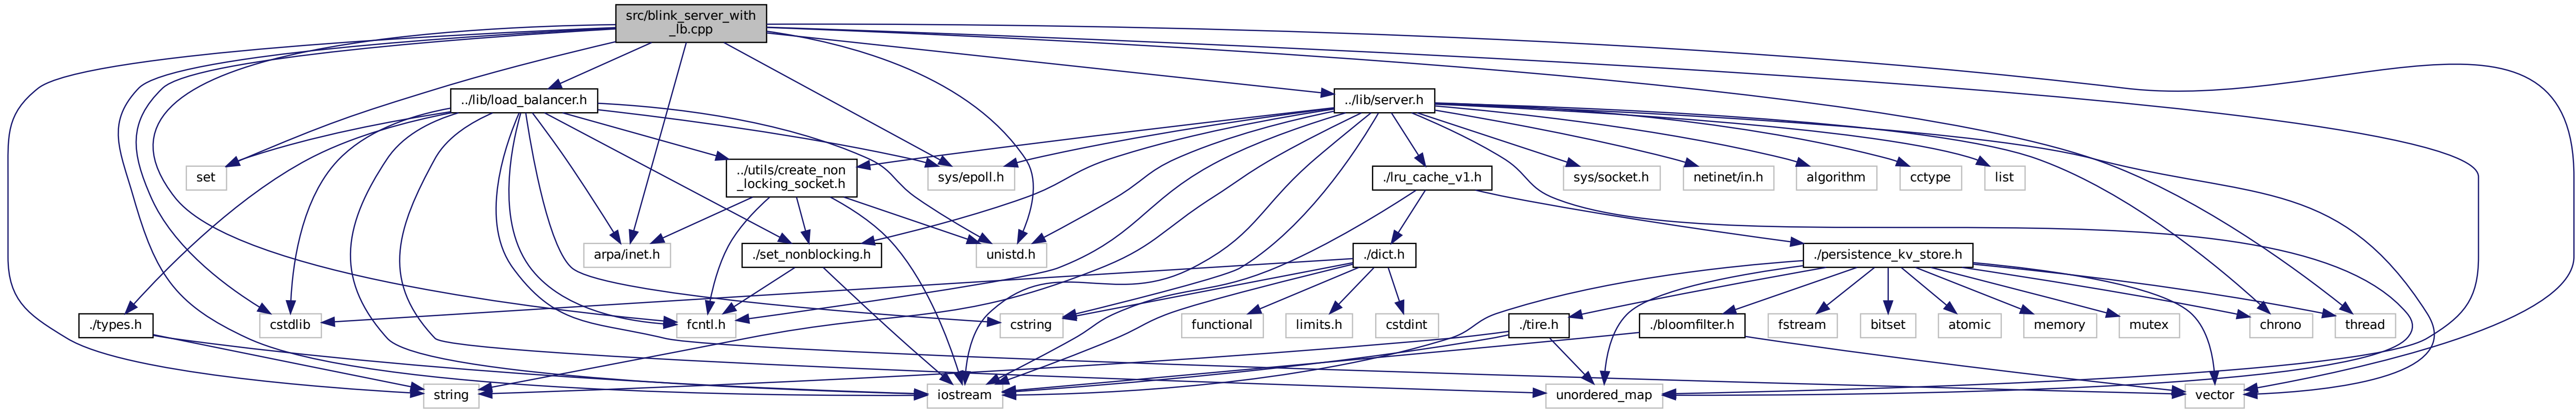 src/blink_server_with
_lb.cpp
../lib/load_balancer.h
../lib/server.h
set
../utils/create_non
_locking_socket.h
sys/epoll.h
./lru_cache_v1.h
sys/socket.h
netinet/in.h
algorithm
cctype
list
arpa/inet.h
./set_nonblocking.h
unistd.h
./dict.h
./persistence_kv_store.h
./types.h
cstdlib
fcntl.h
cstring
functional
limits.h
cstdint
./tire.h
./bloomfilter.h
fstream
bitset
atomic
memory
mutex
chrono
thread
string
iostream
unordered_map
vector